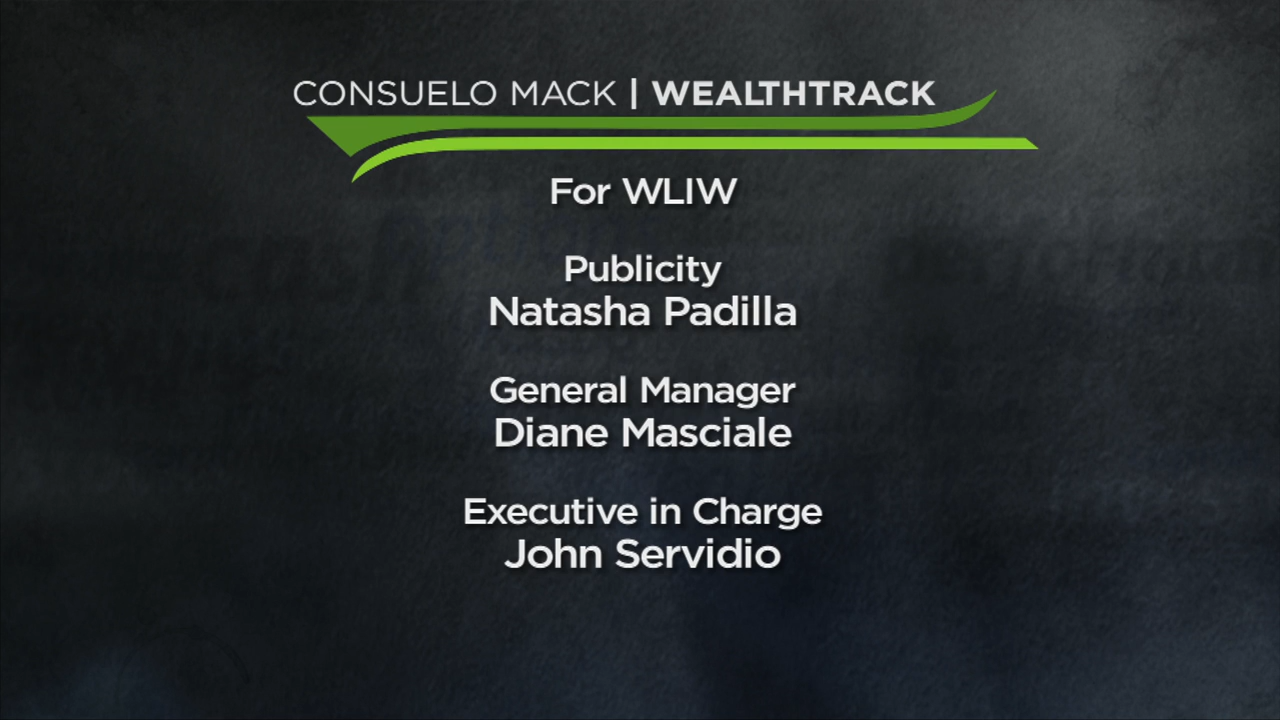 CONSUELO MACK | WEALTHTRACK
For WLIW
Publicity
Natasha Padilla
General Manager
Diane Masciale
Executive in Charge
John Servidio